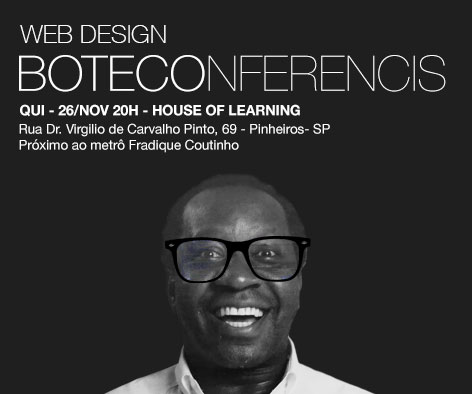 WEB DESIGN
BOTECONFERENCIS
QUI - 26/NOV 20H - HOUSE OF LEARNING
Rua Dr. Virgilio de Carvalho Pinto, 69 - Pinheiros- SP
Próximo ao metrô Fradique Coutinho